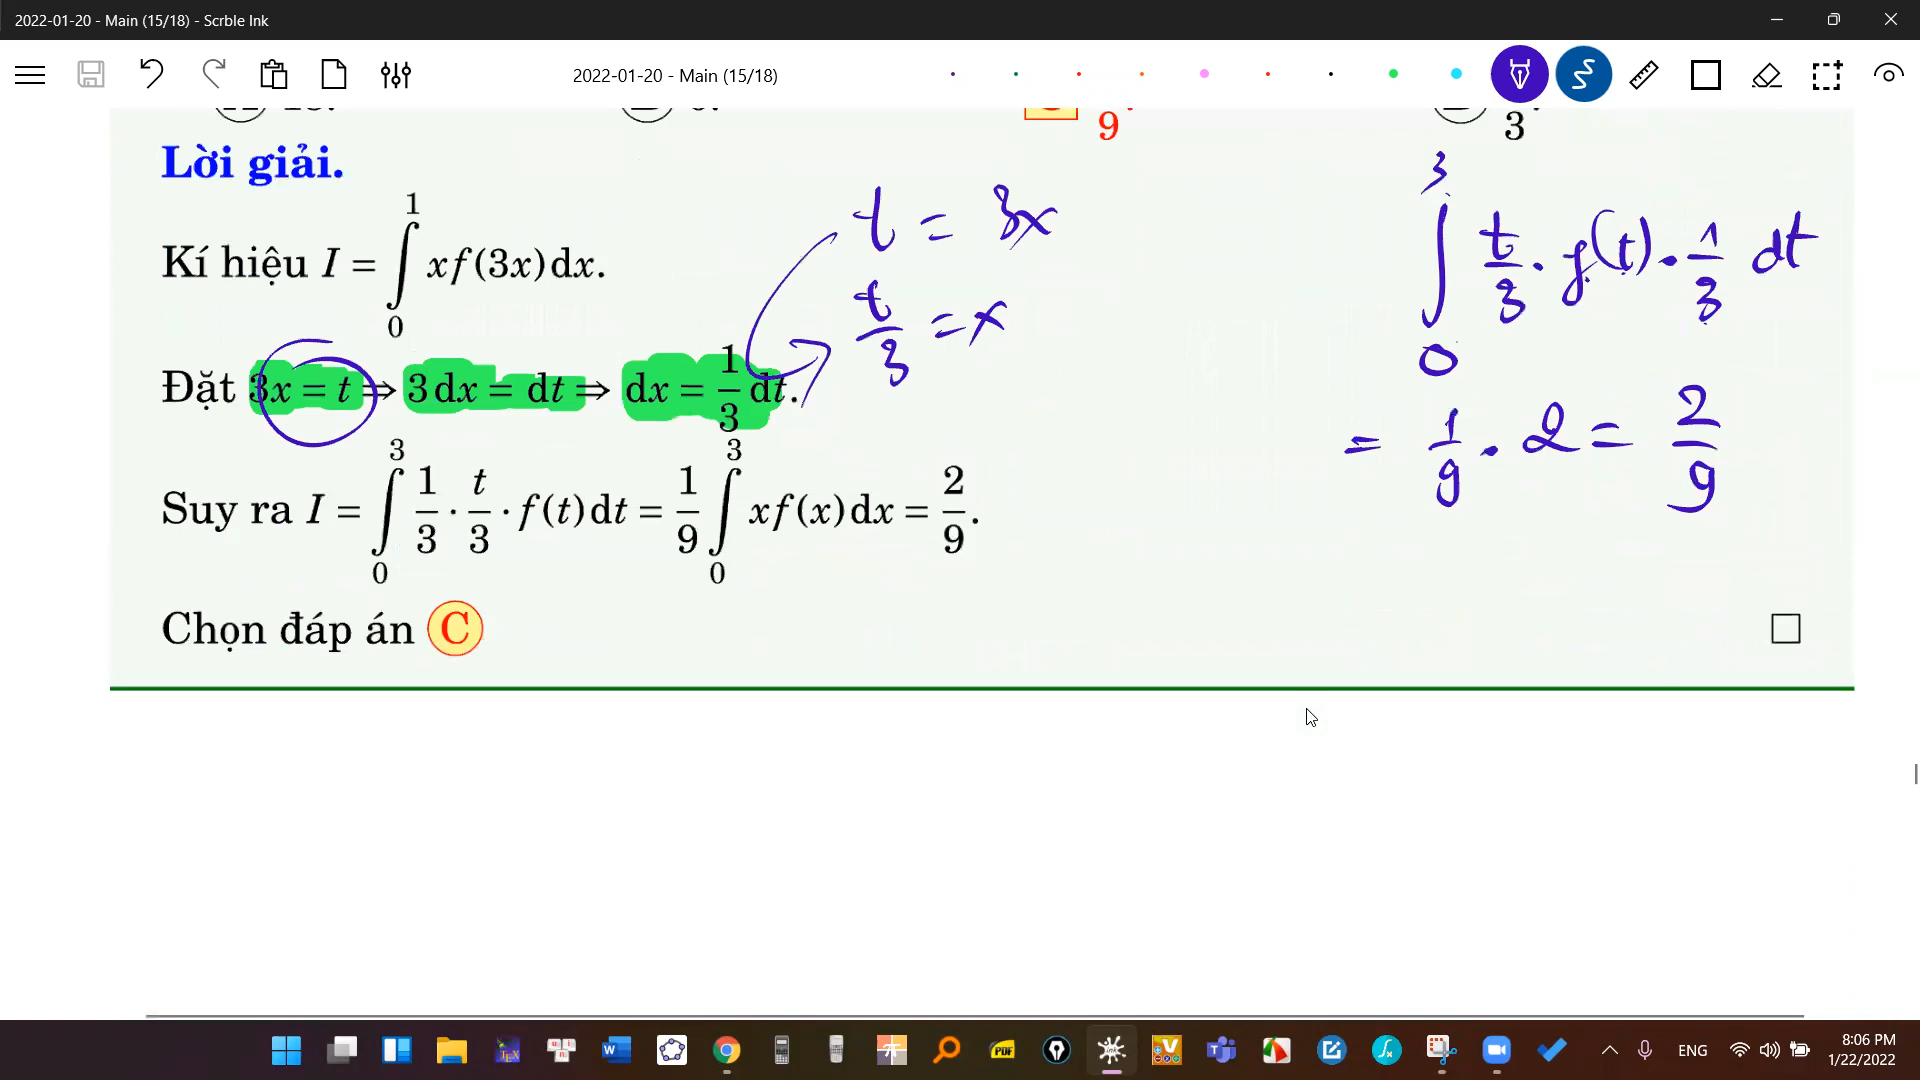 2022-01-20 - Main (15/18) - Scrble Ink
2022-01-20 - Main (15/18)
9
3
Lời giải.
Kí hiệu I = ∫₀¹ xf(3x)dx.
t = 3x
t/3 = x
Đặt 3x = t ⇒ 3dx = dt ⇒ dx = 1/3 dt.
Suy ra I = ∫₀³ 1/3 · t/3 · f(t)dt = 1/9 ∫₀³ xf(x)dx = 2/9.
Chọn đáp án C
∫₀³ t/3 · f(t) · 1/3 dt
= 1/9 · 2 = 2/9
ENG
8:06 PM
1/22/2022